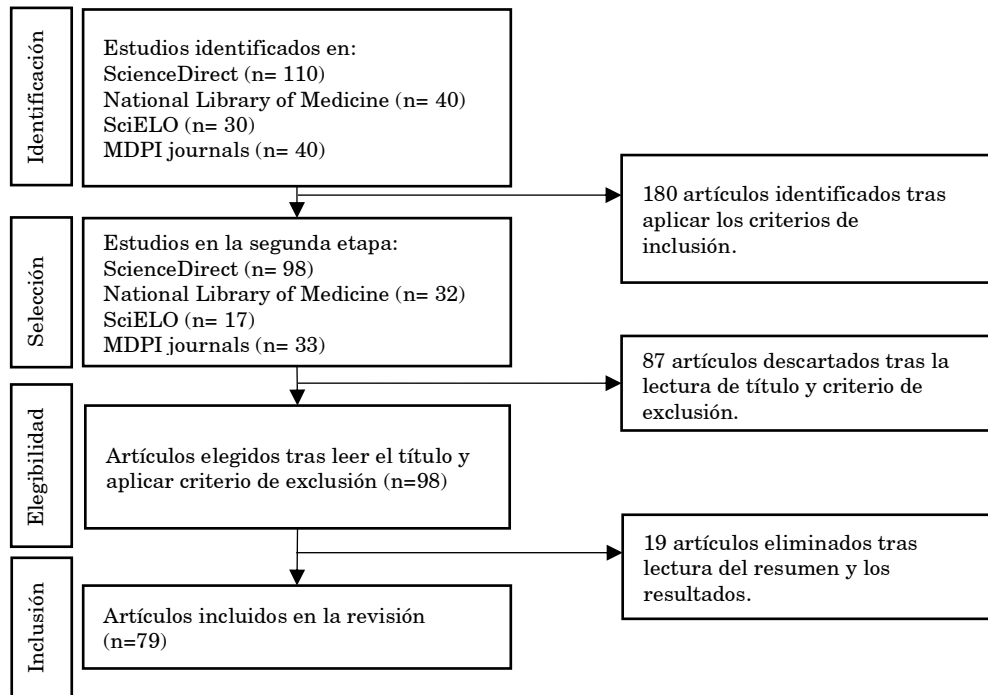 Identificación
Estudios identificados en:
ScienceDirect (n= 110)
National Library of Medicine (n= 40)
SciELO (n= 30)
MDPI journals (n= 40)
180 artículos identificados tras
aplicar los criterios de
inclusión.
Selección
Estudios en la segunda etapa:
ScienceDirect (n= 98)
National Library of Medicine (n= 32)
SciELO (n= 17)
MDPI journals (n= 33)
87 artículos descartados tras la
lectura de título y criterio de
exclusión.
Elegibilidad
Artículos elegidos tras leer el título y
aplicar criterio de exclusión (n=98)
19 artículos eliminados tras
lectura del resumen y los
resultados.
Inclusión
Artículos incluidos en la revisión
(n=79)